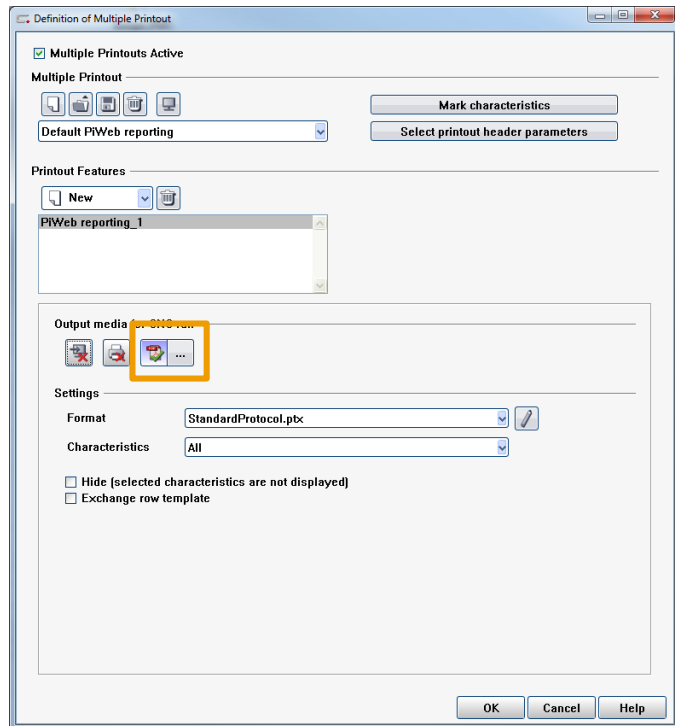 Definition of Multiple Printout
Multiple Printouts Active
Multiple Printout
Mark characteristics
Default PiWeb reporting
Select printout header parameters
Printout Features
New
PiWeb reporting_1
Output media
...
Settings
Format
StandardProtocol.ptx
Characteristics
All
Hide (selected characteristics are not displayed)
Exchange row template
OK
Cancel
Help